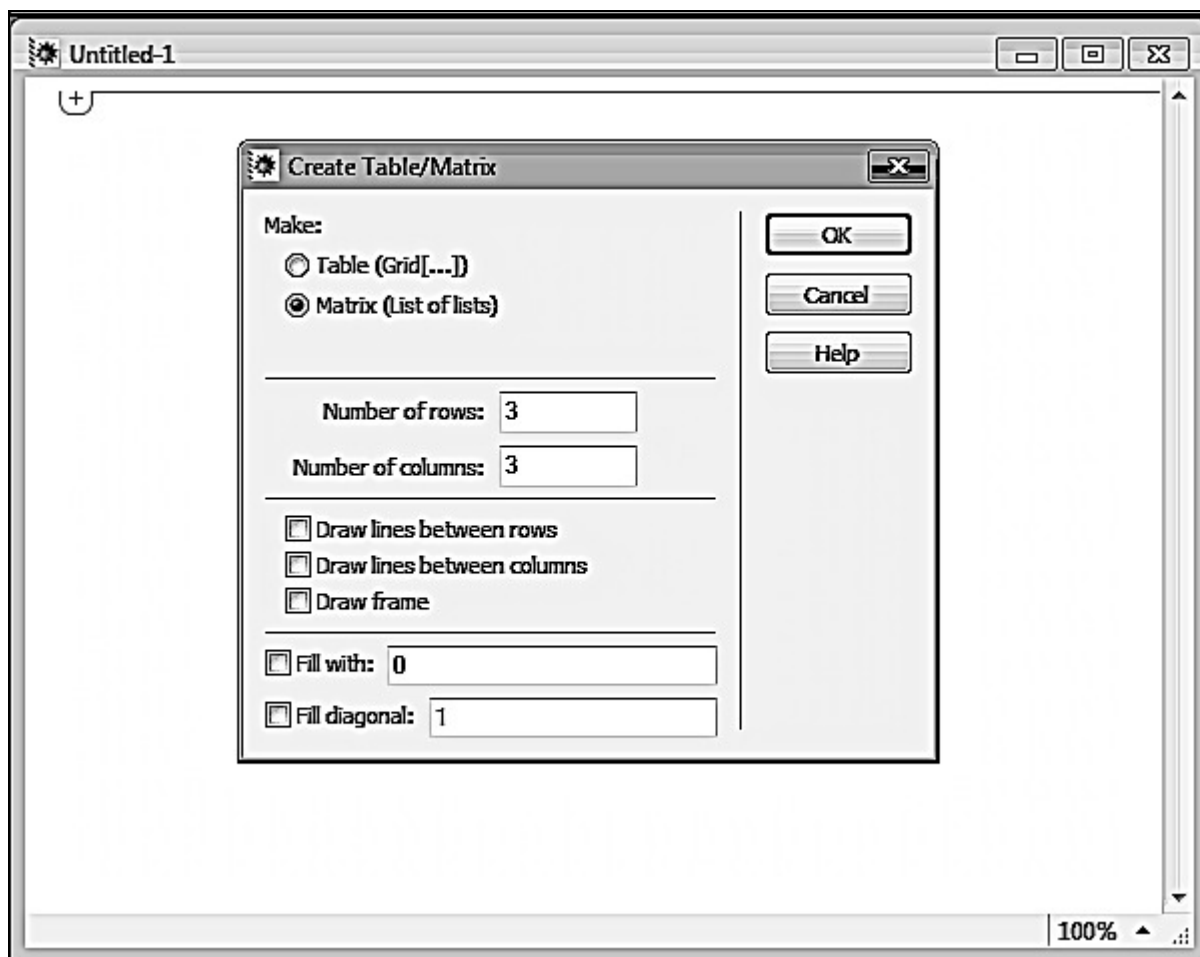 Untitled-1
Create Table/Matrix
Make:
Table (Grid[...])
Matrix (List of lists)
OK
Cancel
Help
Number of rows: 3
Number of columns: 3
Draw lines between rows
Draw lines between columns
Draw frame
Fill with: 0
Fill diagonal: 1
100%